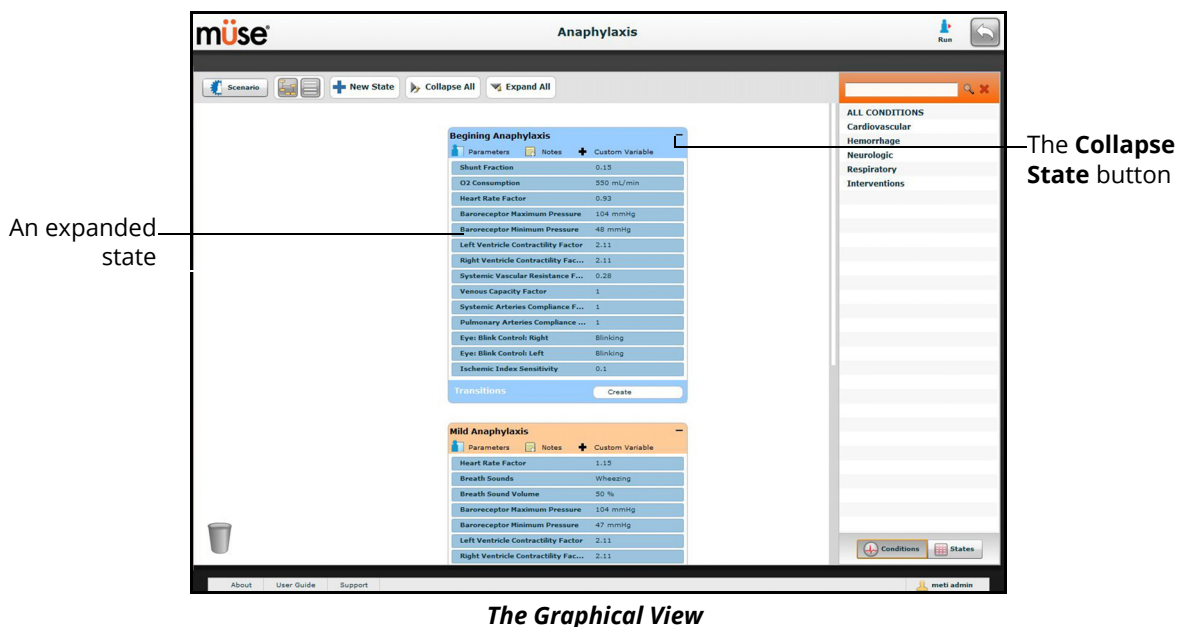 müse
Anaphylaxis
Run
Scenario
New State
Collapse All
Expand All
ALL CONDITIONS
Cardiovascular
Hemorrhage
Neurologic
Respiratory
Interventions
The Collapse
State button
An expanded
state
Begining Anaphylaxis
Parameters Notes Custom Variable
Shunt Fraction 0.15
O2 Consumption 550 mL/min
Heart Rate Factor 0.93
Baroreceptor Maximum Pressure 104 mmHg
Baroreceptor Minimum Pressure 48 mmHg
Left Ventricle Contractility Factor 2.11
Right Ventricle Contractility Fac... 2.11
Systemic Vascular Resistance F... 0.28
Venous Capacity Factor 1
Systemic Arteries Compliance F... 1
Pulmonary Arteries Compliance ... 1
Eye: Blink Control: Right Blinking
Eye: Blink Control: Left Blinking
Ischemic Index Sensitivity 0.1
Transitions Create
Mild Anaphylaxis
Parameters Notes Custom Variable
Heart Rate Factor 1.15
Breath Sounds Wheezing
Breath Sound Volume 50 %
Baroreceptor Maximum Pressure 104 mmHg
Baroreceptor Minimum Pressure 47 mmHg
Left Ventricle Contractility Factor 2.11
Right Ventricle Contractility Fac... 2.11
Conditions States
About User Guide Support meti admin
The Graphical View